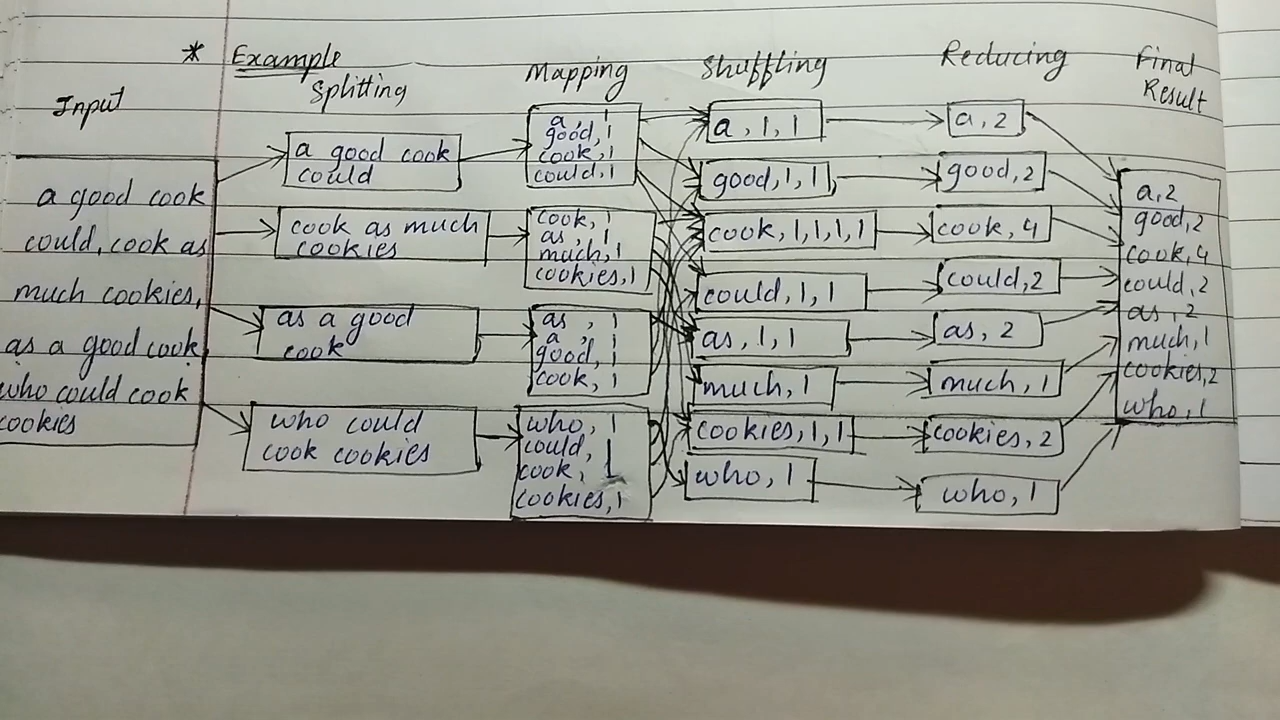 * Example
Input
Splitting
Mapping
Shuffling
Reducing
Final
Result
a good cook
could, cook as
much cookies,
as a good cook
who could cook
cookies
a good cook
could
cook as much
cookies
as a good
cook
who could
cook cookies
a, 1
good, 1
cook, 1
could, 1
cook, 1
as, 1
much, 1
cookies, 1
as, 1
a, 1
good, 1
cook, 1
who, 1
could, 1
cook, 1
cookies, 1
a, 1, 1
good, 1, 1
cook, 1, 1, 1, 1
could, 1, 1
as, 1, 1
much, 1
cookies, 1, 1
who, 1
a, 2
good, 2
cook, 4
could, 2
as, 2
much, 1
cookies, 2
who, 1
a, 2
good, 2
cook, 4
could, 2
as, 2
much, 1
cookies, 2
who, 1